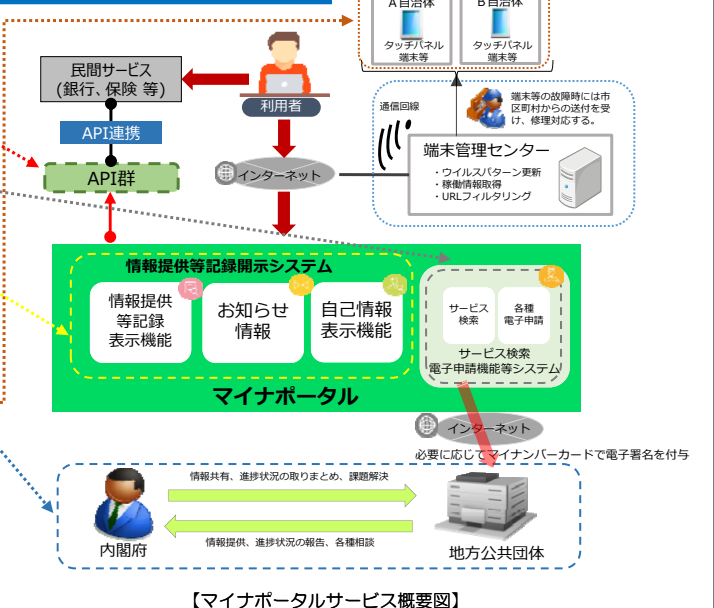 A自治体
B自治体
タッチパネル
端末等
タッチパネル
端末等
民間サービス
(銀行、保険 等)
利用者
通信回線
端末等の故障時には市
区町村からの送付を受
け、修理対応する。
API連携
端末管理センター
・ウイルスパターン更新
・稼働情報取得
・URLフィルタリング
API群
インターネット
情報提供等記録開示システム
情報提供
等記録
表示機能
お知らせ
情報
自己情報
表示機能
サービス
検索
各種
電子申請
サービス検索
電子申請機能等システム
マイナポータル
インターネット
必要に応じてマイナンバーカードで電子署名を付与
情報共有、進捗状況の取りまとめ、課題解決
情報提供、進捗状況の報告、各種相談
内閣府
地方公共団体
【マイナポータルサービス概要図】